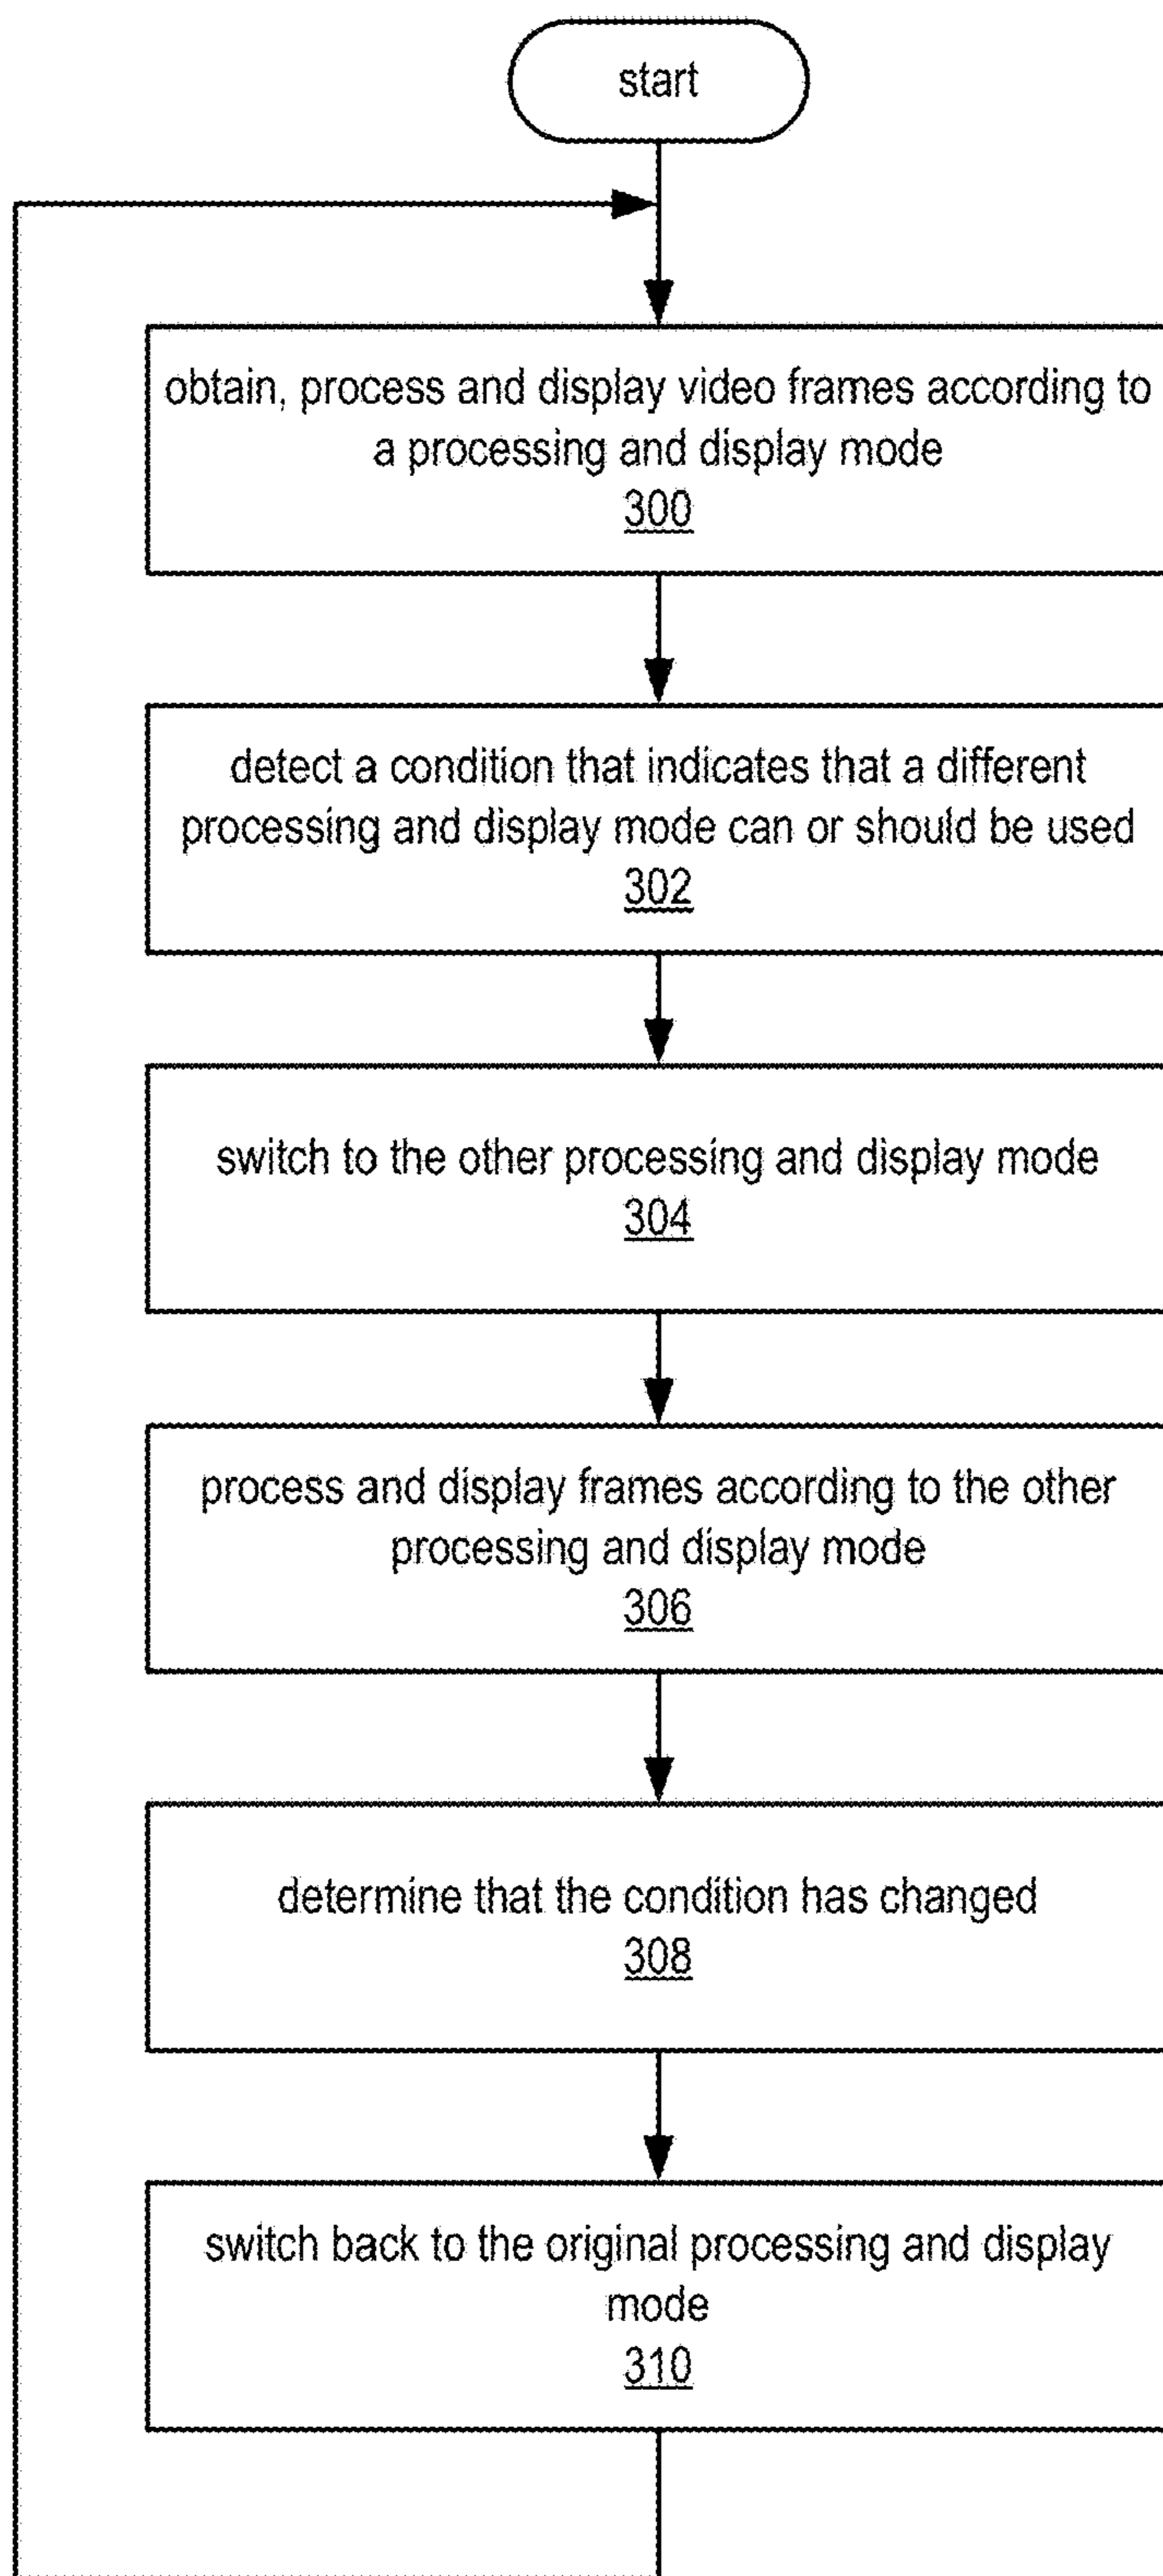 start
obtain, process and display video frames according to
a processing and display mode
300
detect a condition that indicates that a different
processing and display mode can or should be used
302
switch to the other processing and display mode
304
process and display frames according to the other
processing and display mode
306
determine that the condition has changed
308
switch back to the original processing and display
mode
310